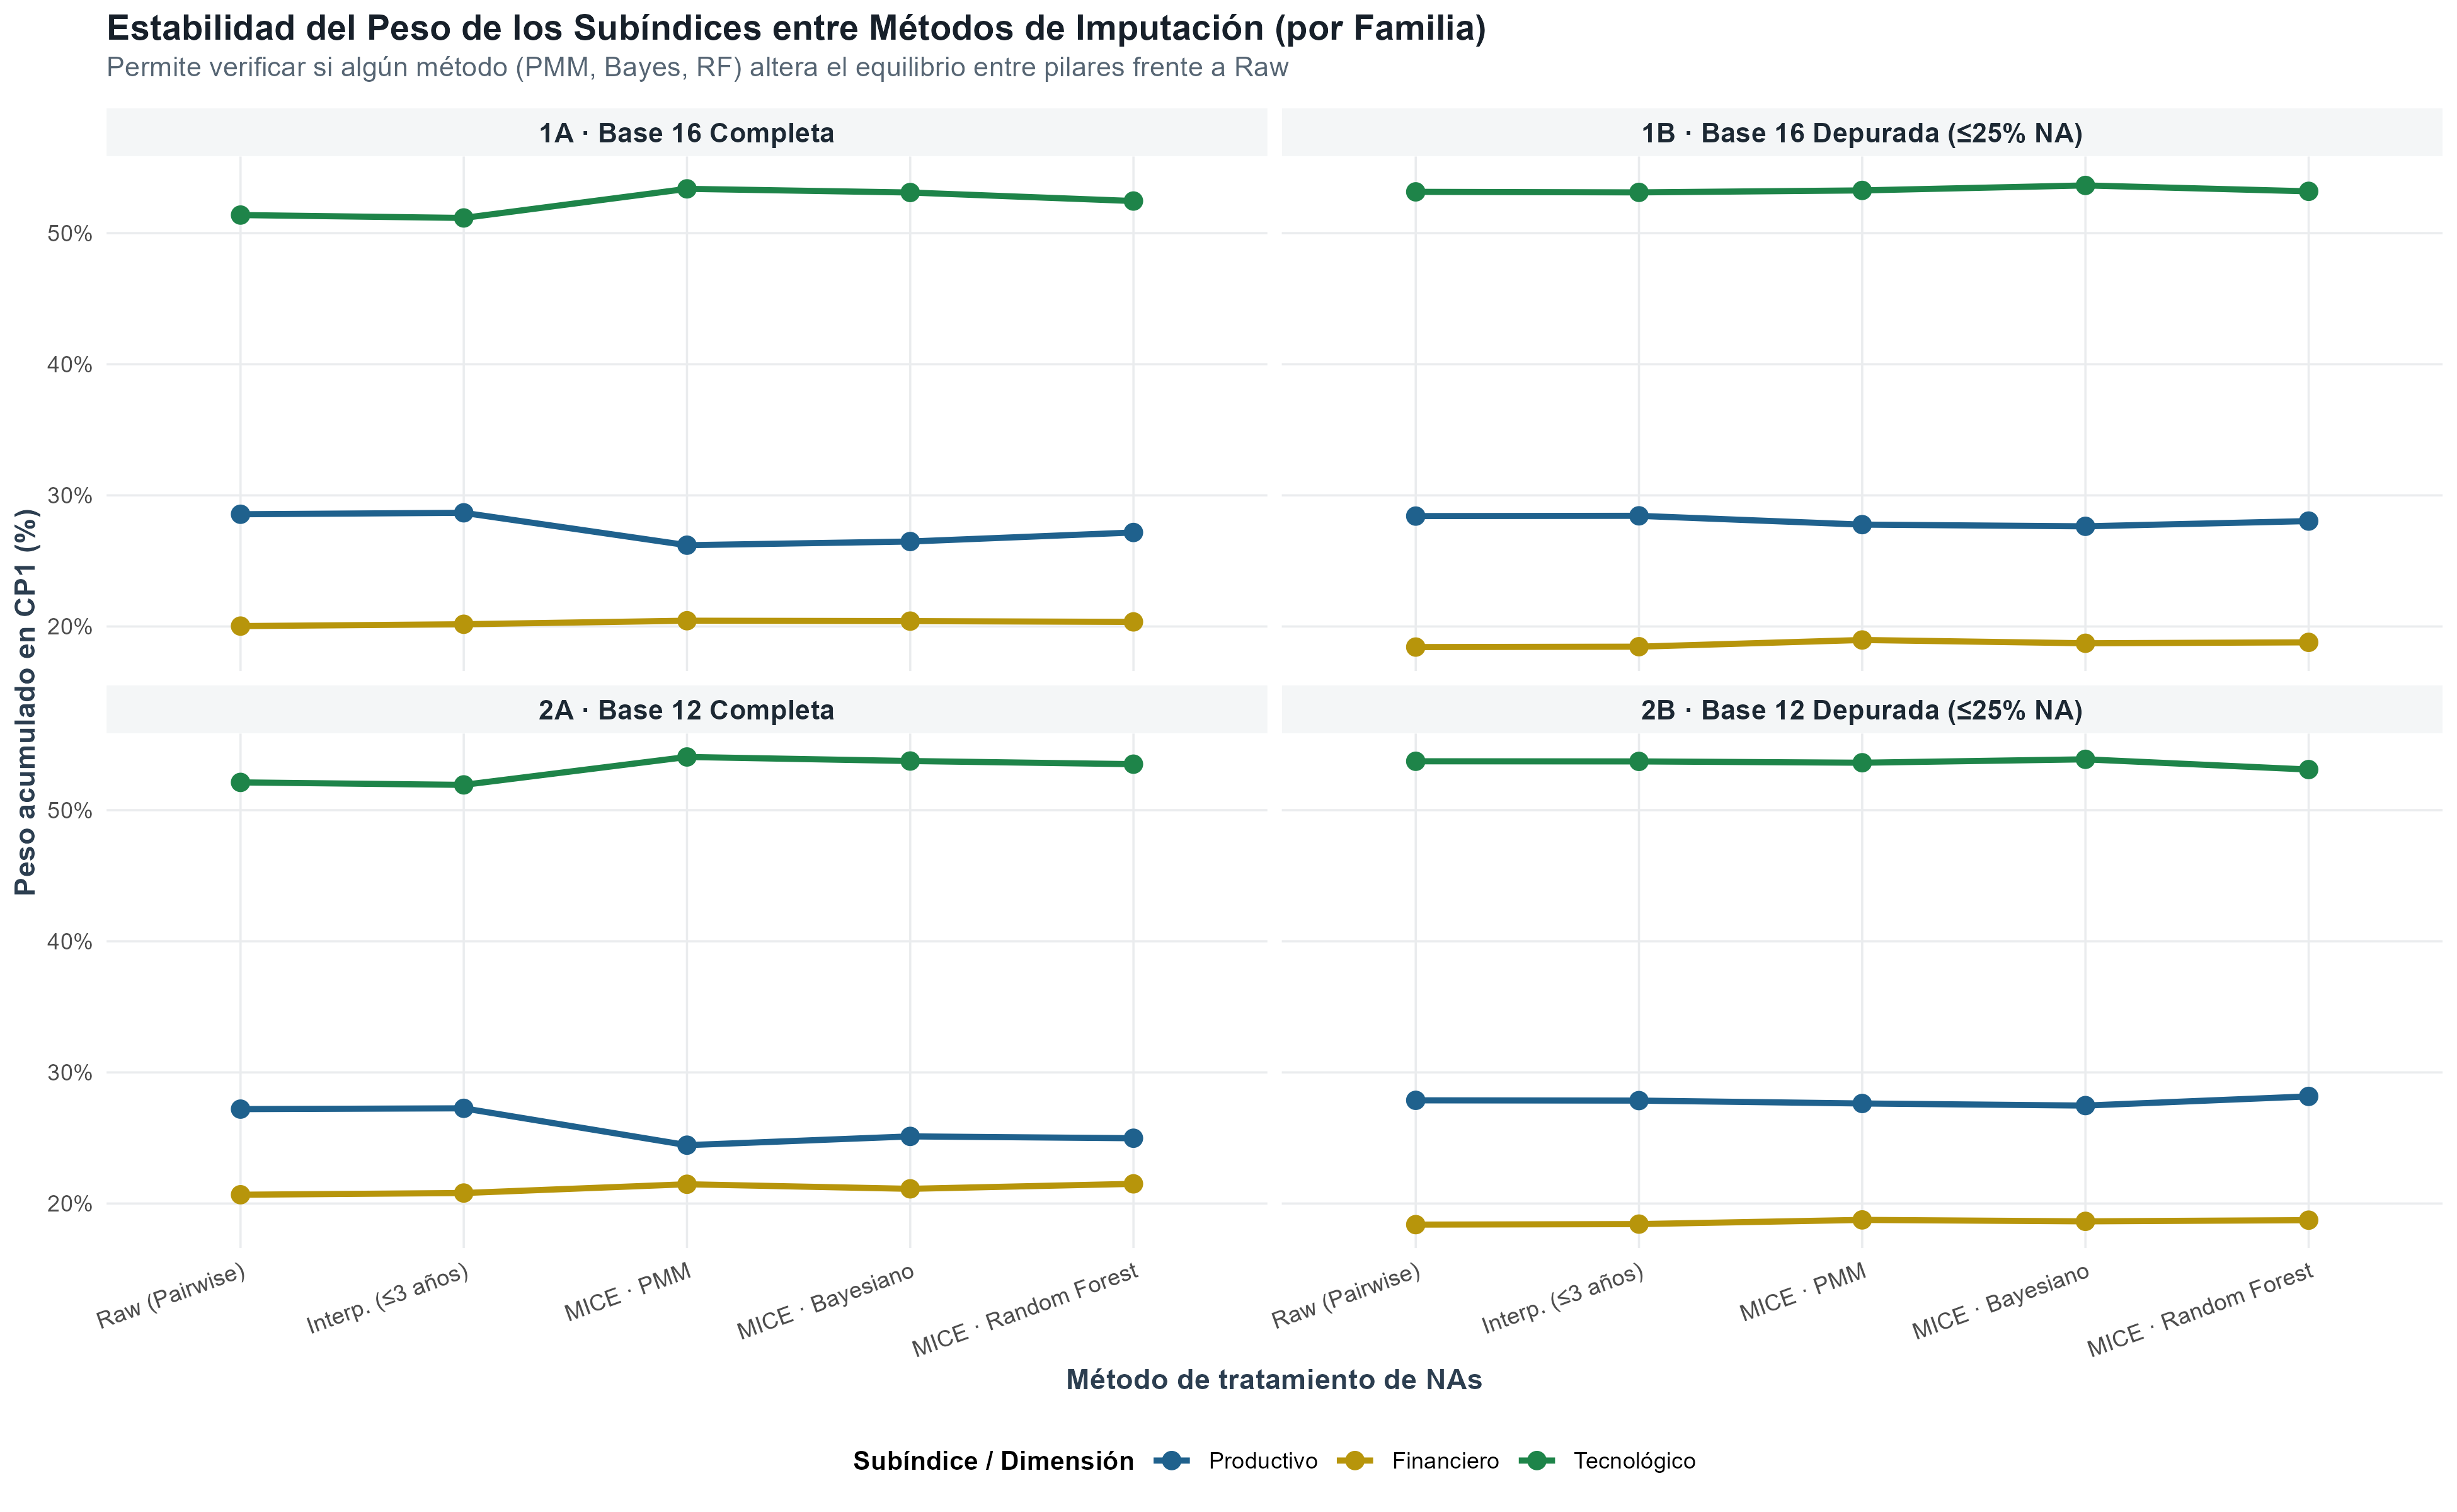 Estabilidad del Peso de los Subíndices entre Métodos de Imputación (por Familia)
Permite verificar si algún método (PMM, Bayes, RF) altera el equilibrio entre pilares frente a Raw
1A · Base 16 Completa
1B · Base 16 Depurada (≤25% NA)
50%
40%
30%
20%
2A · Base 12 Completa
2B · Base 12 Depurada (≤25% NA)
50%
40%
30%
20%
Peso acumulado en CP1 (%)
Raw (Pairwise)
Interp. (≤3 años)
MICE · PMM
MICE · Bayesiano
MICE · Random Forest
Raw (Pairwise)
Interp. (≤3 años)
MICE · PMM
MICE · Bayesiano
MICE · Random Forest
Método de tratamiento de NAs
Subíndice / Dimensión Productivo Financiero Tecnológico